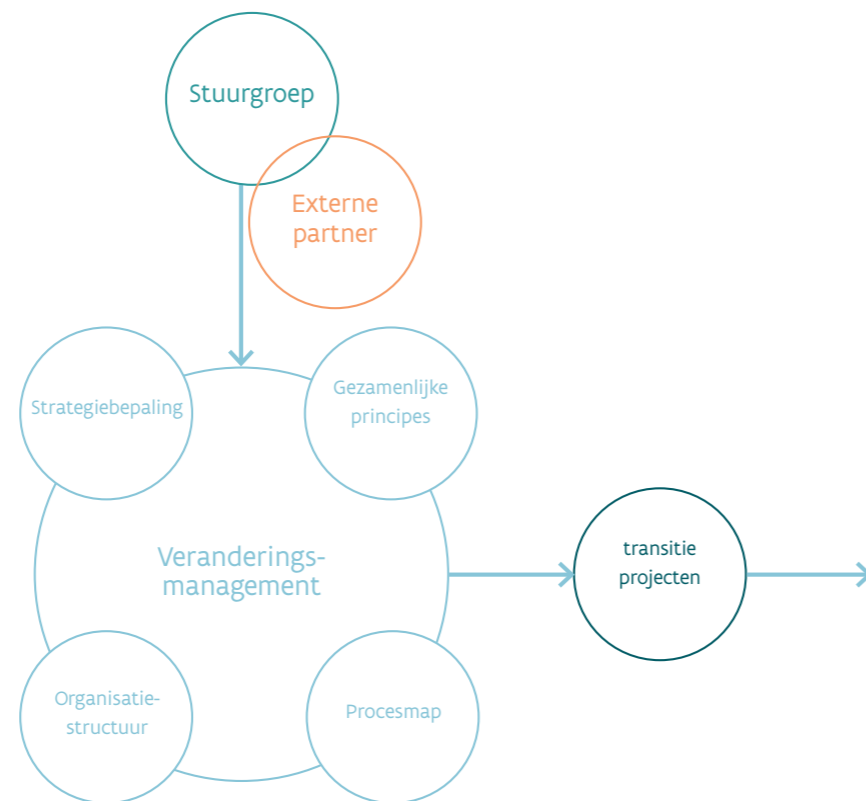 Stuurgroep
Externe
partner
Strategiebepaling
Gezamenlijke
principes
Veranderings-
management
transitie
projecten
Organisatie-
structuur
Procesmap